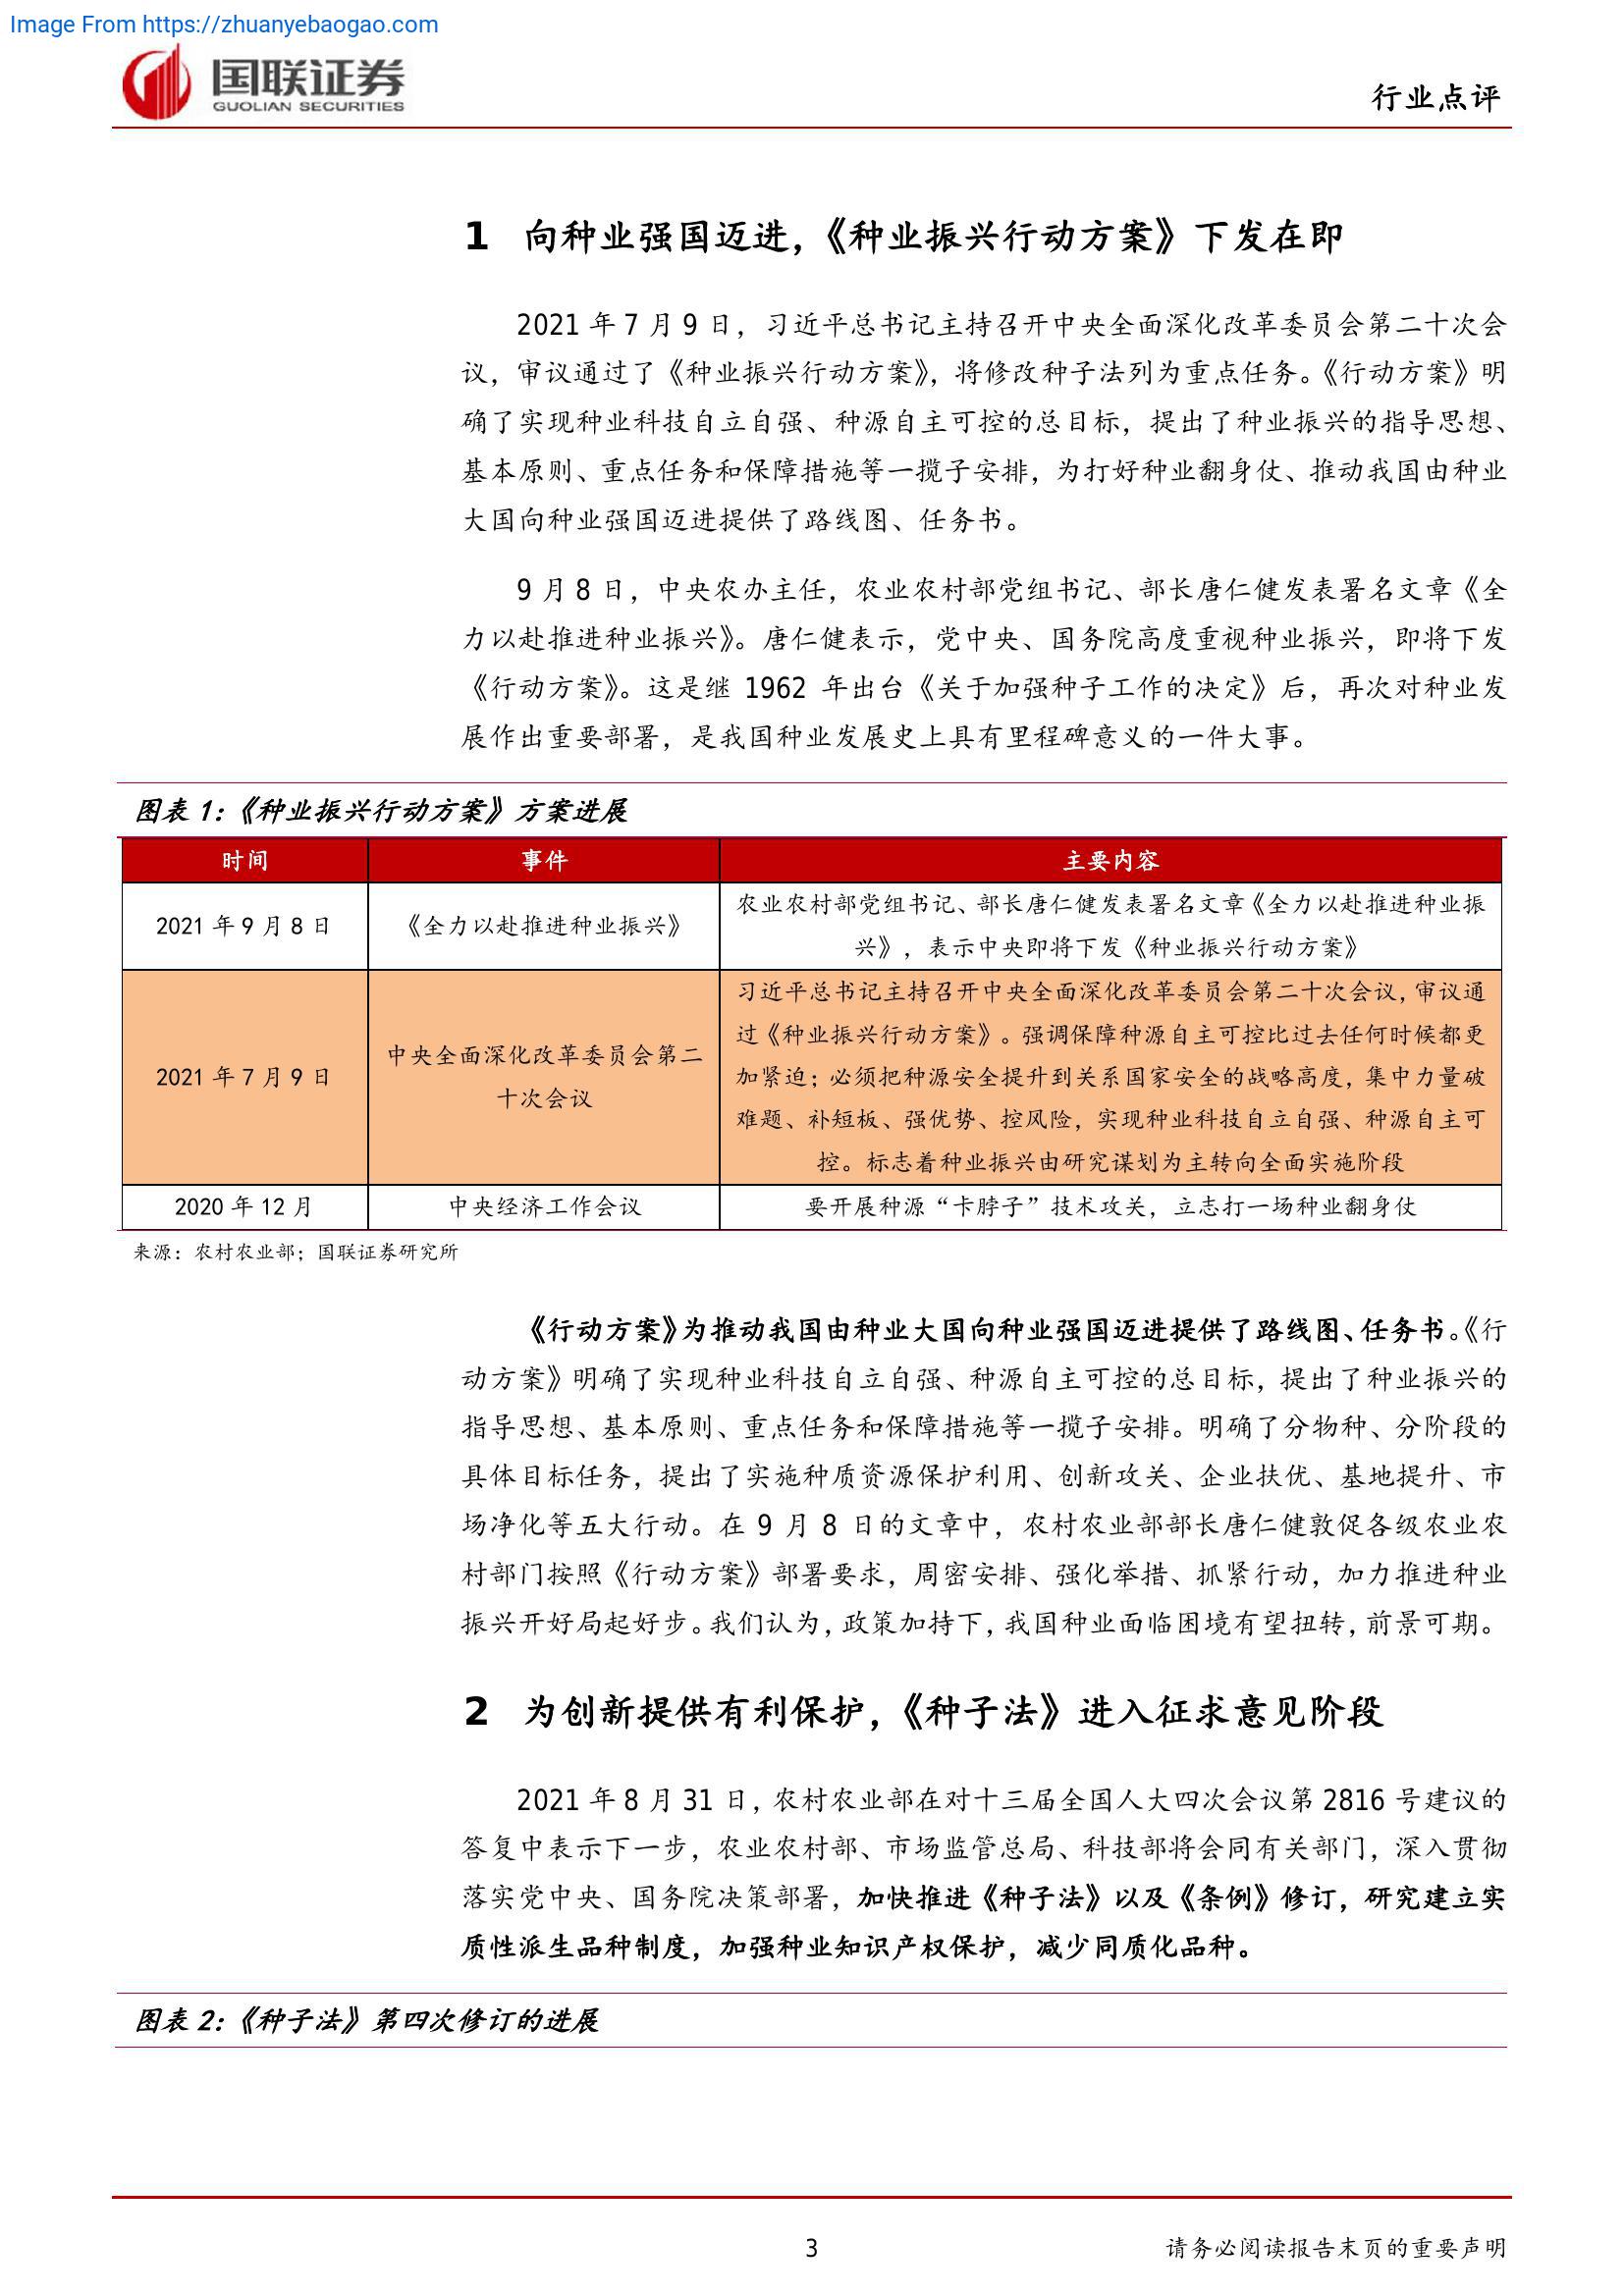 Image From https://zhuanyebaogao.com
国联证券
GUOLIAN SECURITIES
行业点评
1 向种业强国迈进，《种业振兴行动方案》下发在即
2021 年 7 月 9 日，习近平总书记主持召开中央全面深化改革委员会第二十次会
议，审议通过了《种业振兴行动方案》，将修改种子法列为重点任务。《行动方案》明
确了实现种业科技自立自强、种源自主可控的总目标，提出了种业振兴的指导思想、
基本原则、重点任务和保障措施等一揽子安排，为打好种业翻身仗、推动我国由种业
大国向种业强国迈进提供了路线图、任务书。
9 月 8 日，中央农办主任，农业农村部党组书记、部长唐仁健发表署名文章《全
力以赴推进种业振兴》。唐仁健表示，党中央、国务院高度重视种业振兴，即将下发
《行动方案》。这是继 1962 年出台《关于加强种子工作的决定》后，再次对种业发
展作出重要部署，是我国种业发展史上具有里程碑意义的一件大事。
图表 1:《种业振兴行动方案》方案进展
时间 事件 主要内容
2021 年 9 月 8 日 《全力以赴推进种业振兴》 农业农村部党组书记、部长唐仁健发表署名文章《全力以赴推进种业振
兴》，表示中央即将下发《种业振兴行动方案》
2021 年 7 月 9 日 中央全面深化改革委员会第二
十次会议
习近平总书记主持召开中央全面深化改革委员会第二十次会议，审议通
过《种业振兴行动方案》。强调保障种源自主可控比过去任何时候都更
加紧迫；必须把种源安全提升到关系国家安全的战略高度，集中力量破
难题、补短板、强优势、控风险，实现种业科技自立自强、种源自主可
控。标志着种业振兴由研究谋划为主转向全面实施阶段
2020 年 12 月 中央经济工作会议 要开展种源“卡脖子”技术攻关，立志打一场种业翻身仗
来源：农村农业部；国联证券研究所
《行动方案》为推动我国由种业大国向种业强国迈进提供了路线图、任务书。《行
动方案》明确了实现种业科技自立自强、种源自主可控的总目标，提出了种业振兴的
指导思想、基本原则、重点任务和保障措施等一揽子安排。明确了分物种、分阶段的
具体目标任务，提出了实施种质资源保护利用、创新攻关、企业扶优、基地提升、市
场净化等五大行动。在 9 月 8 日的文章中，农村农业部部长唐仁健敦促各级农业农
村部门按照《行动方案》部署要求，周密安排、强化举措、抓紧行动，加力推进种业
振兴开好局起好步。我们认为，政策加持下，我国种业面临困境有望扭转，前景可期。
2 为创新提供有利保护，《种子法》进入征求意见阶段
2021 年 8 月 31 日，农村农业部在对十三届全国人大四次会议第 2816 号建议的
答复中表示下一步，农业农村部、市场监管总局、科技部将会同有关部门，深入贯彻
落实党中央、国务院决策部署，加快推进《种子法》以及《条例》修订，研究建立实
质性派生品种制度，加强种业知识产权保护，减少同质化品种。
图表 2:《种子法》第四次修订的进展
3
请务必阅读报告末页的重要声明